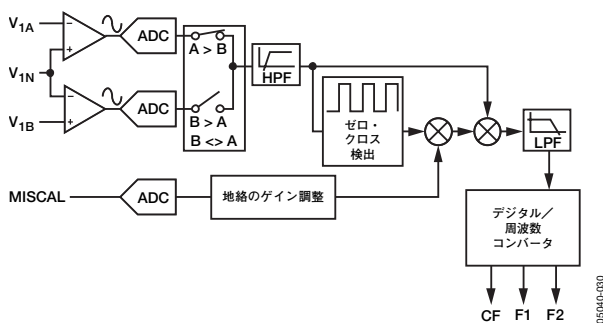 V1A
ADC
A > B
V1N
HPF
V1B
ADC
B > A
B <> A
ゼロ・
クロス
検出
LPF
MISCAL
ADC
地絡のゲイン調整
デジタル／
周波数
コンバータ
CF F1 F2
05040-030